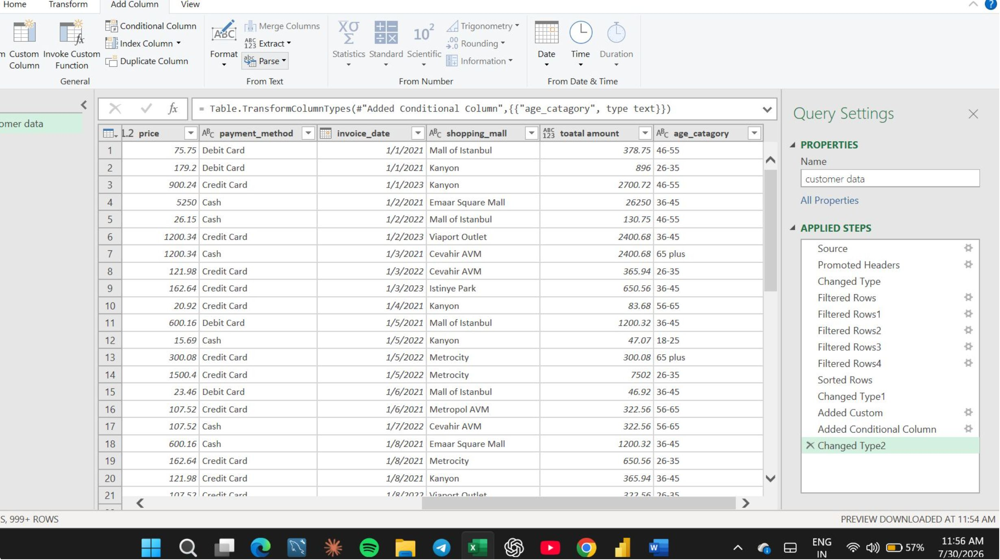 Home Transform Add Column View
Conditional Column Merge Columns Trigonometry
Index Column Extract Rounding
Custom Invoke Custom Format Statistics Standard Scientific Date Time Duration
Column Function Duplicate Column Parse Information
General From Text From Number From Date & Time
= Table.TransformColumnTypes(#"Added Conditional Column",{{"age_catagory", type text}})
omer data
1.2 price ABC payment_method invoice_date ABC shopping_mall ABC 123 toatal amount ABC age_catagory
1 75.75 Debit Card 1/1/2021 Mall of Istanbul 378.75 46-55
2 179.2 Debit Card 1/1/2021 Kanyon 896 26-35
3 900.24 Credit Card 1/1/2023 Kanyon 2700.72 46-55
4 5250 Cash 1/2/2021 Emaar Square Mall 26250 36-45
5 26.15 Cash 1/2/2022 Mall of Istanbul 130.75 46-55
6 1200.34 Credit Card 1/2/2023 Viaport Outlet 2400.68 36-45
7 1200.34 Cash 1/3/2021 Cevahir AVM 2400.68 65 plus
8 121.98 Credit Card 1/3/2022 Cevahir AVM 365.94 26-35
9 162.64 Credit Card 1/3/2023 Istinye Park 650.56 36-45
10 20.92 Credit Card 1/4/2021 Kanyon 83.68 56-65
11 600.16 Debit Card 1/5/2021 Mall of Istanbul 1200.32 36-45
12 15.69 Cash 1/5/2022 Kanyon 47.07 18-25
13 300.08 Credit Card 1/5/2022 Metrocity 300.08 65 plus
14 1500.4 Credit Card 1/5/2022 Metrocity 7502 26-35
15 23.46 Debit Card 1/6/2021 Mall of Istanbul 46.92 36-45
16 107.52 Credit Card 1/6/2021 Metropol AVM 322.56 56-65
17 107.52 Cash 1/7/2022 Cevahir AVM 322.56 56-65
18 600.16 Cash 1/8/2021 Emaar Square Mall 1200.32 36-45
19 162.64 Credit Card 1/8/2021 Metrocity 650.56 26-35
20 121.98 Credit Card 1/8/2021 Kanyon 365.94 36-45
21 107.52 Credit Card 1/8/2022 Viaport Outlet 322.56 26-35
Query Settings
PROPERTIES
Name
customer data
All Properties
APPLIED STEPS
Source
Promoted Headers
Changed Type
Filtered Rows
Filtered Rows1
Filtered Rows2
Filtered Rows3
Filtered Rows4
Sorted Rows
Changed Type1
Added Custom
Added Conditional Column
Changed Type2
S, 999+ ROWS PREVIEW DOWNLOADED AT 11:54 AM
ENG 57% 11:56 AM
IN 7/30/2026